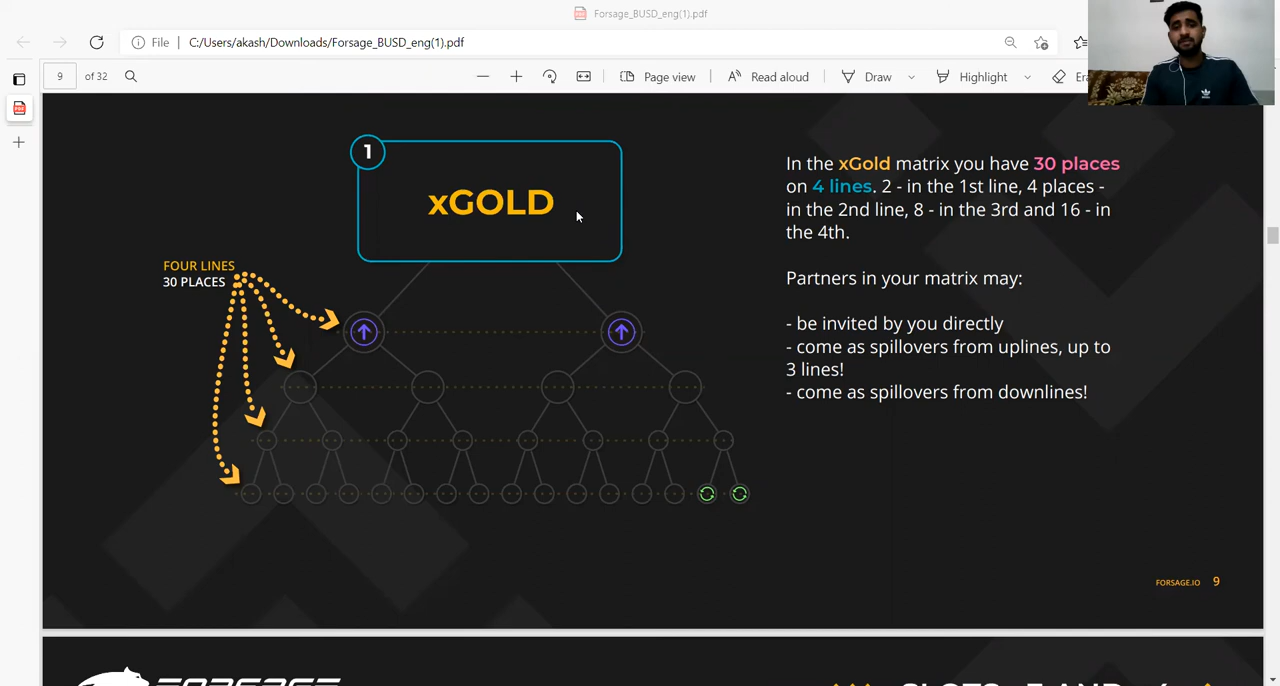 Forsage_BUSD_eng(1).pdf
File | C:/Users/akash/Downloads/Forsage_BUSD_eng(1).pdf
9 of 32
Page view
Read aloud
Draw
Highlight
1
xGOLD
FOUR LINES
30 PLACES
In the xGold matrix you have 30 places
on 4 lines. 2 - in the 1st line, 4 places -
in the 2nd line, 8 - in the 3rd and 16 - in
the 4th.
Partners in your matrix may:
- be invited by you directly
- come as spillovers from uplines, up to
3 lines!
- come as spillovers from downlines!
FORSAGE.IO 9